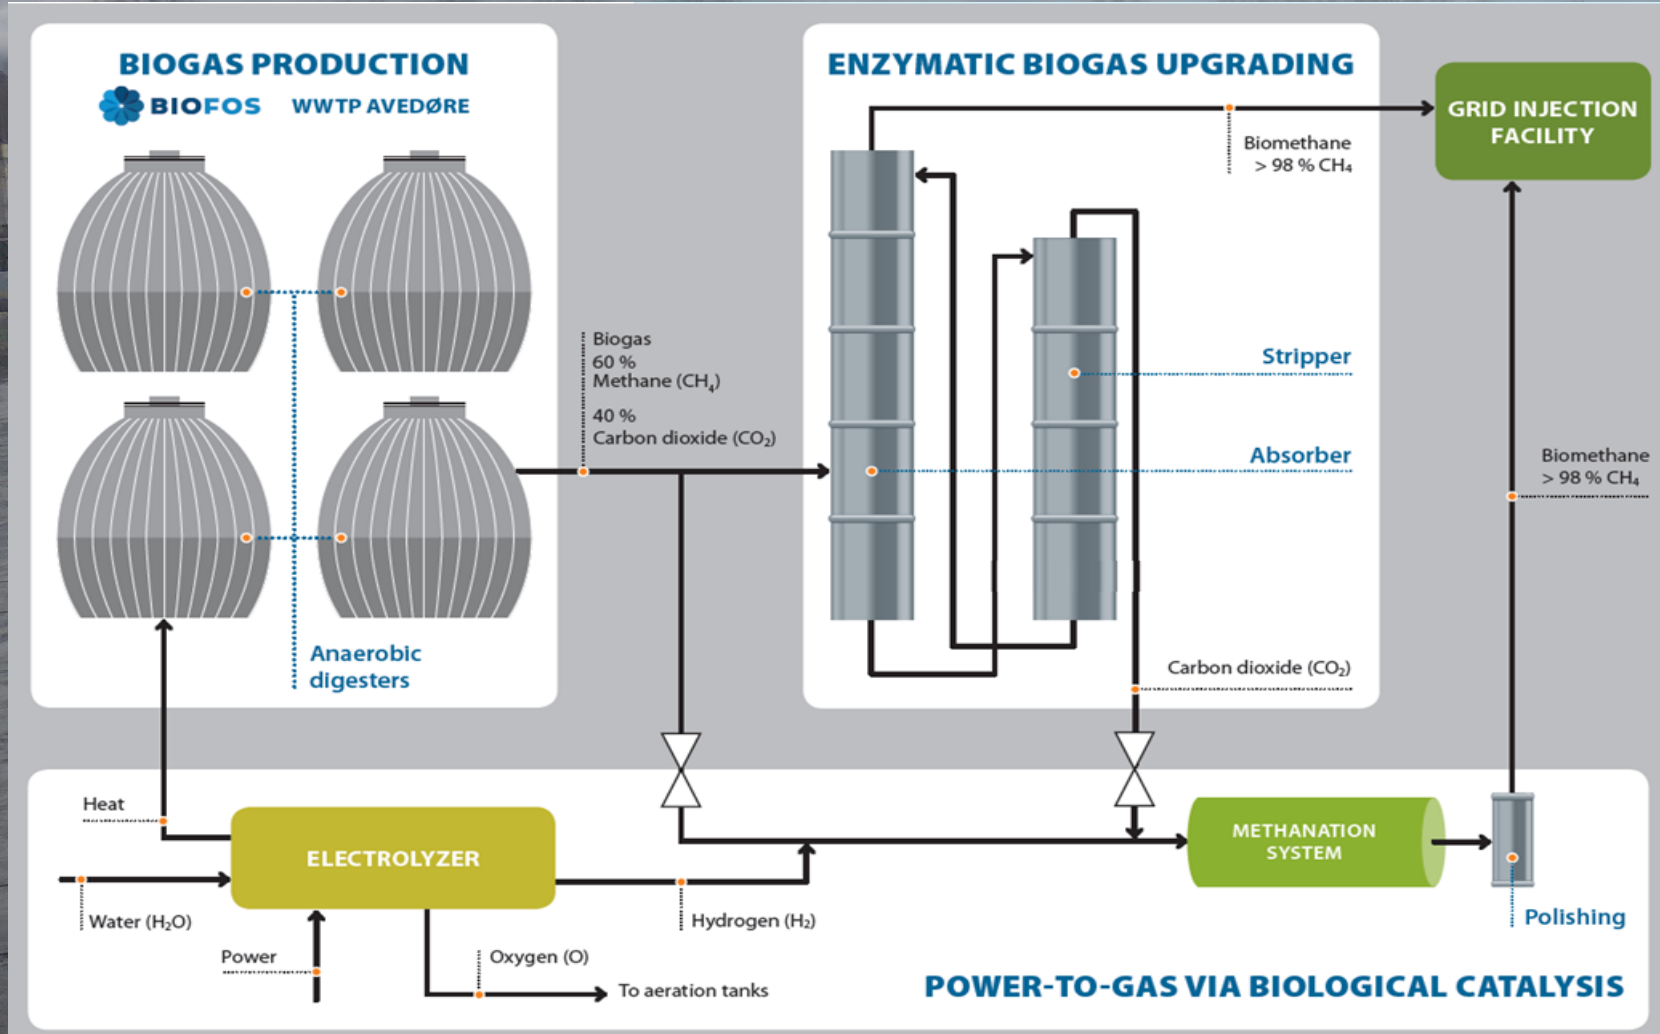 BIOGAS PRODUCTION
BIOFOS WWTP AVEDØRE
Anaerobic
digesters
Biogas
60 %
Methane (CH₄)
40 %
Carbon dioxide (CO₂)
ENZYMATIC BIOGAS UPGRADING
Biomethane
> 98 % CH₄
Stripper
Absorber
Carbon dioxide (CO₂)
GRID INJECTION
FACILITY
Biomethane
> 98 % CH₄
Heat
ELECTROLYZER
Water (H₂O)
Power
Oxygen (O)
To aeration tanks
Hydrogen (H₂)
METHANATION
SYSTEM
Polishing
POWER-TO-GAS VIA BIOLOGICAL CATALYSIS